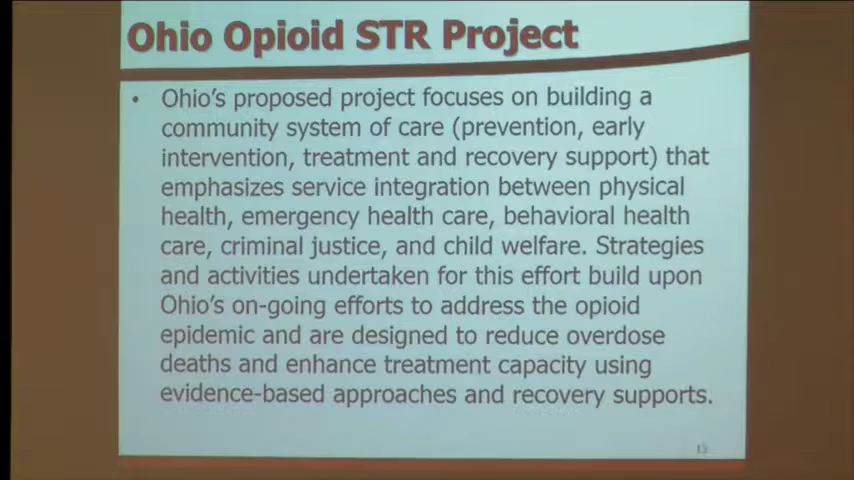 Ohio Opioid STR Project
• Ohio's proposed project focuses on building a
community system of care (prevention, early
intervention, treatment and recovery support) that
emphasizes service integration between physical
health, emergency health care, behavioral health
care, criminal justice, and child welfare. Strategies
and activities undertaken for this effort build upon
Ohio's on-going efforts to address the opioid
epidemic and are designed to reduce overdose
deaths and enhance treatment capacity using
evidence-based approaches and recovery supports.